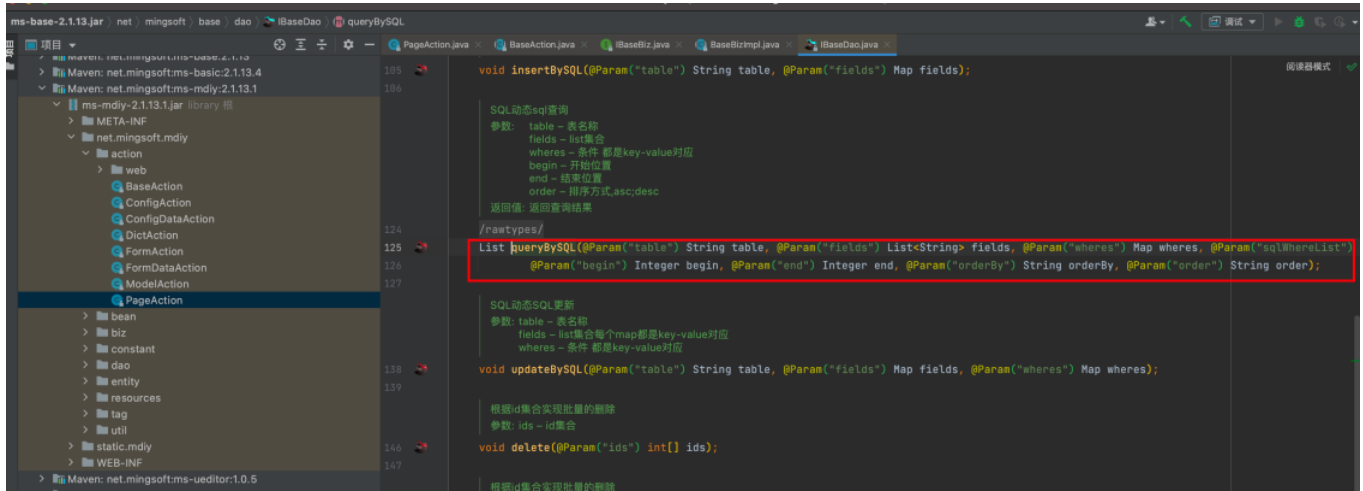 ms-base-2.1.13.jar net mingsoft base dao IBaseDao queryBySQL 调试
项目 PageAction.java BaseAction.java IBaseBiz.java BaseBizImpl.java IBaseDao.java
Maven: net.mingsoft:ms-base:2.1.13
Maven: net.mingsoft:ms-basic:2.1.13.4
Maven: net.mingsoft:ms-mdiy:2.1.13.1
ms-mdiy-2.1.13.1.jar library 根
META-INF
net.mingsoft.mdiy
action
web
BaseAction
ConfigAction
ConfigDataAction
DictAction
FormAction
FormDataAction
ModelAction
PageAction
bean
biz
constant
dao
entity
resources
tag
util
static.mdiy
WEB-INF
Maven: net.mingsoft:ms-ueditor:1.0.5
阅读器模式
105 void insertBySQL(@Param("table") String table, @Param("fields") Map fields);
106
SQL动态sql查询
参数: table – 表名称
fields – list集合
wheres – 条件 都是key-value对应
begin – 开始位置
end – 结束位置
order – 排序方式,asc;desc
返回值: 返回查询结果
124 /rawtypes/
125 List queryBySQL(@Param("table") String table, @Param("fields") List<String> fields, @Param("wheres") Map wheres, @Param("sqlWhereList")
126 @Param("begin") Integer begin, @Param("end") Integer end, @Param("orderBy") String orderBy, @Param("order") String order);
127
SQL动态SQL更新
参数: table – 表名称
fields – list集合每个map都是key-value对应
wheres – 条件 都是key-value对应
138 void updateBySQL(@Param("table") String table, @Param("fields") Map fields, @Param("wheres") Map wheres);
139
根据id集合实现批量的删除
参数: ids – id集合
146 void delete(@Param("ids") int[] ids);
147
根据id集合实现批量的删除